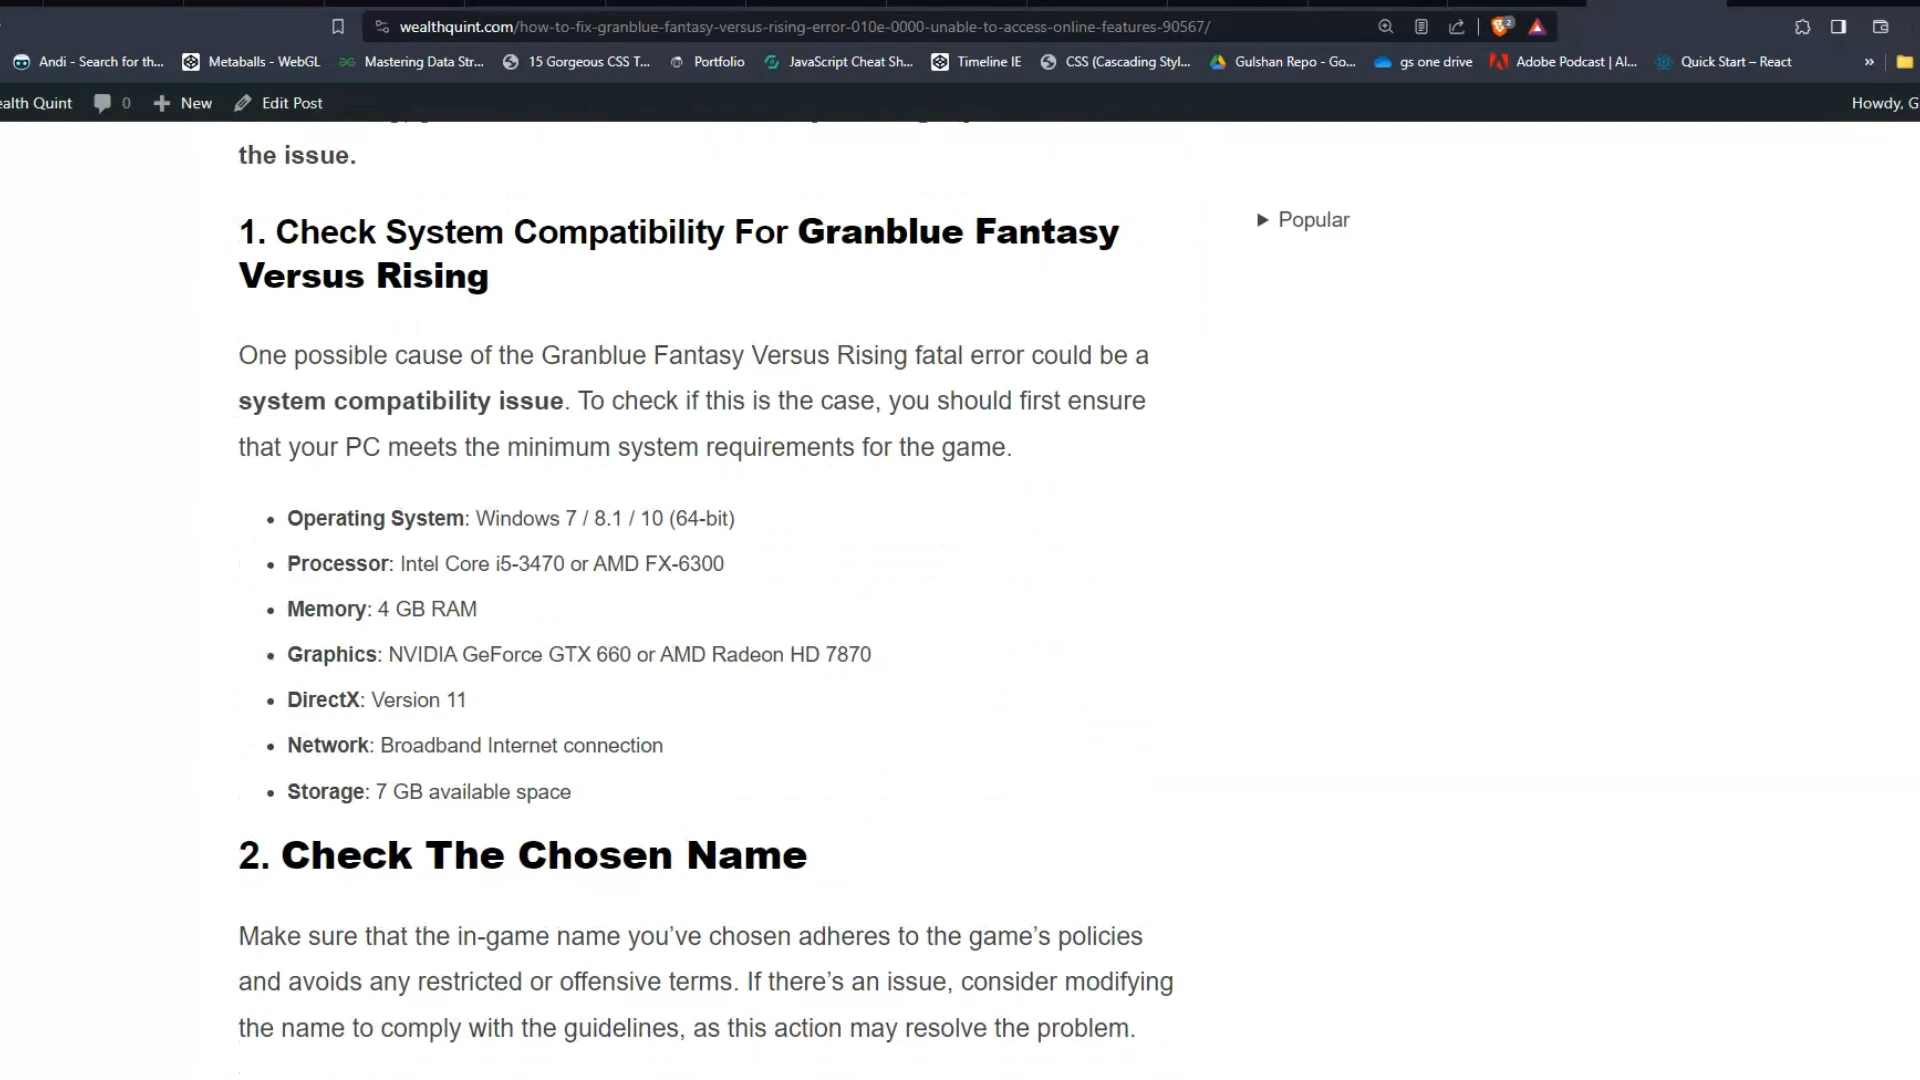 wealthquint.com/how-to-fix-granblue-fantasy-versus-rising-error-010e-0000-unable-to-access-online-features-90567/
2
Andi - Search for th... Metaballs - WebGL Mastering Data Str... 15 Gorgeous CSS T... Portfolio JavaScript Cheat Sh... Timeline IE CSS (Cascading Styl... Gulshan Repo - Go... gs one drive Adobe Podcast | AI... Quick Start – React »
ealth Quint 0 New Edit Post Howdy, G
the issue.
1. Check System Compatibility For Granblue Fantasy
Versus Rising
Popular
One possible cause of the Granblue Fantasy Versus Rising fatal error could be a
system compatibility issue. To check if this is the case, you should first ensure
that your PC meets the minimum system requirements for the game.
• Operating System: Windows 7 / 8.1 / 10 (64-bit)
• Processor: Intel Core i5-3470 or AMD FX-6300
• Memory: 4 GB RAM
• Graphics: NVIDIA GeForce GTX 660 or AMD Radeon HD 7870
• DirectX: Version 11
• Network: Broadband Internet connection
• Storage: 7 GB available space
2. Check The Chosen Name
Make sure that the in-game name you’ve chosen adheres to the game’s policies
and avoids any restricted or offensive terms. If there’s an issue, consider modifying
the name to comply with the guidelines, as this action may resolve the problem.